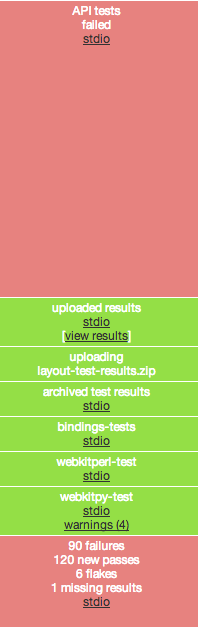 API tests
failed
stdio
uploaded results
stdio
[view results]
uploading
layout-test-results.zip
archived test results
stdio
bindings-tests
stdio
webkitperl-test
stdio
webkitpy-test
stdio
warnings (4)
90 failures
120 new passes
6 flakes
1 missing results
stdio